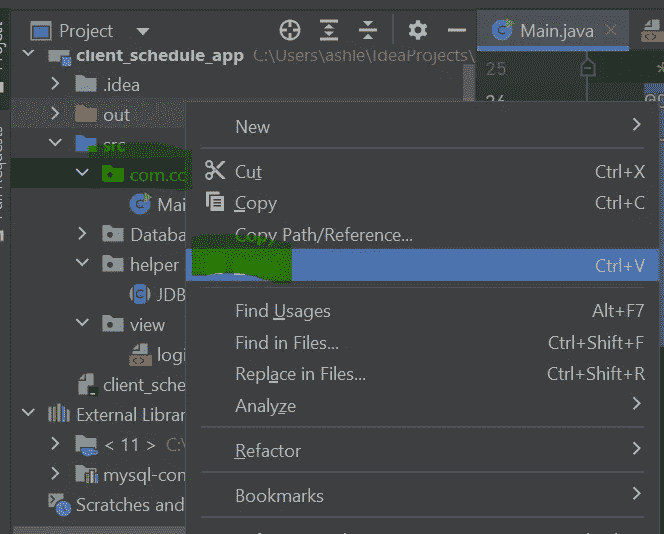 Project
Main.java
client_schedule_app C:\Users\ashle\IdeaProjects\
25
.idea
26
out
New
src
com.co
Cut Ctrl+X
Mai
Copy Ctrl+C
Databa
Copy Path/Reference...
helper
Ctrl+V
JDB
Find Usages Alt+F7
view
Find in Files... Ctrl+Shift+F
logi
Replace in Files... Ctrl+Shift+R
client_sche
Analyze
External Librar
< 11 > C:\
Refactor
mysql-con
Bookmarks
Scratches and